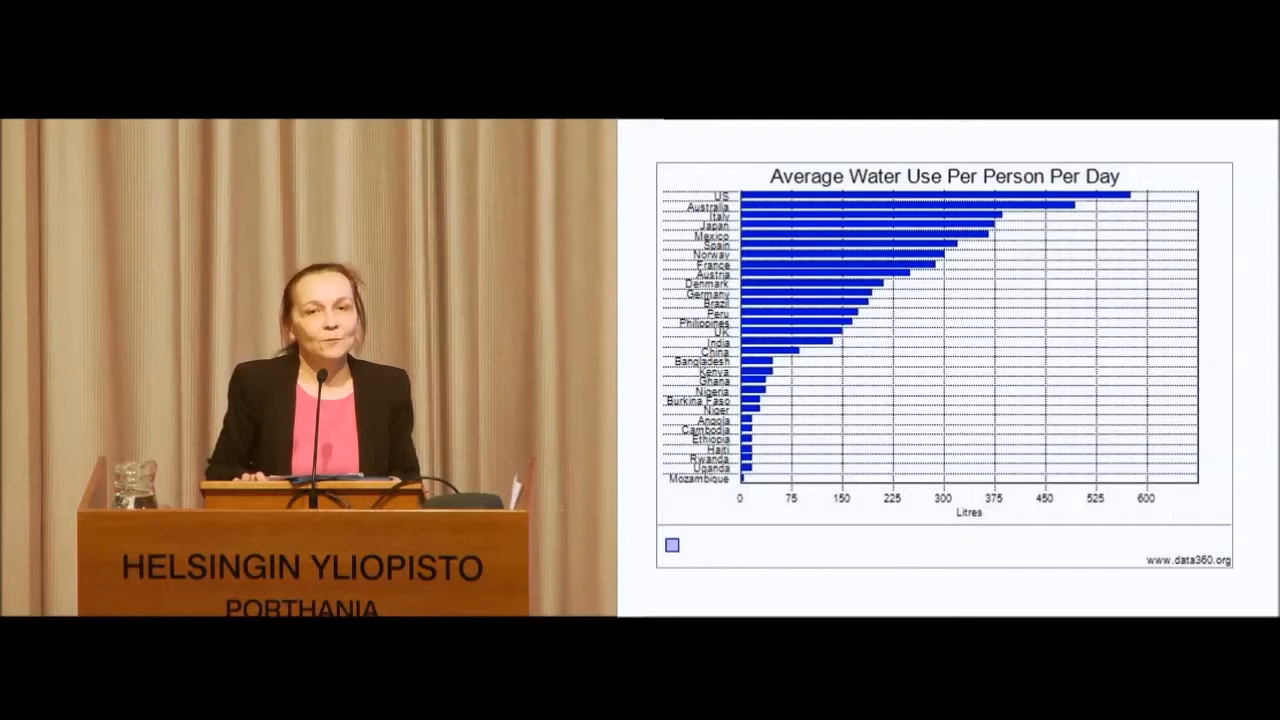 HELSINGIN YLIOPISTO
PORTHANIA
Average Water Use Per Person Per Day
US
Australia
Italy
Japan
Mexico
Spain
Norway
France
Austria
Denmark
Germany
Brazil
Peru
Philippines
UK
India
China
Bangladesh
Kenya
Ghana
Nigeria
Burkina Faso
Niger
Angola
Cambodia
Ethiopia
Haiti
Rwanda
Uganda
Mozambique
0 75 150 225 300 375 450 525 600
Litres
www.data360.org